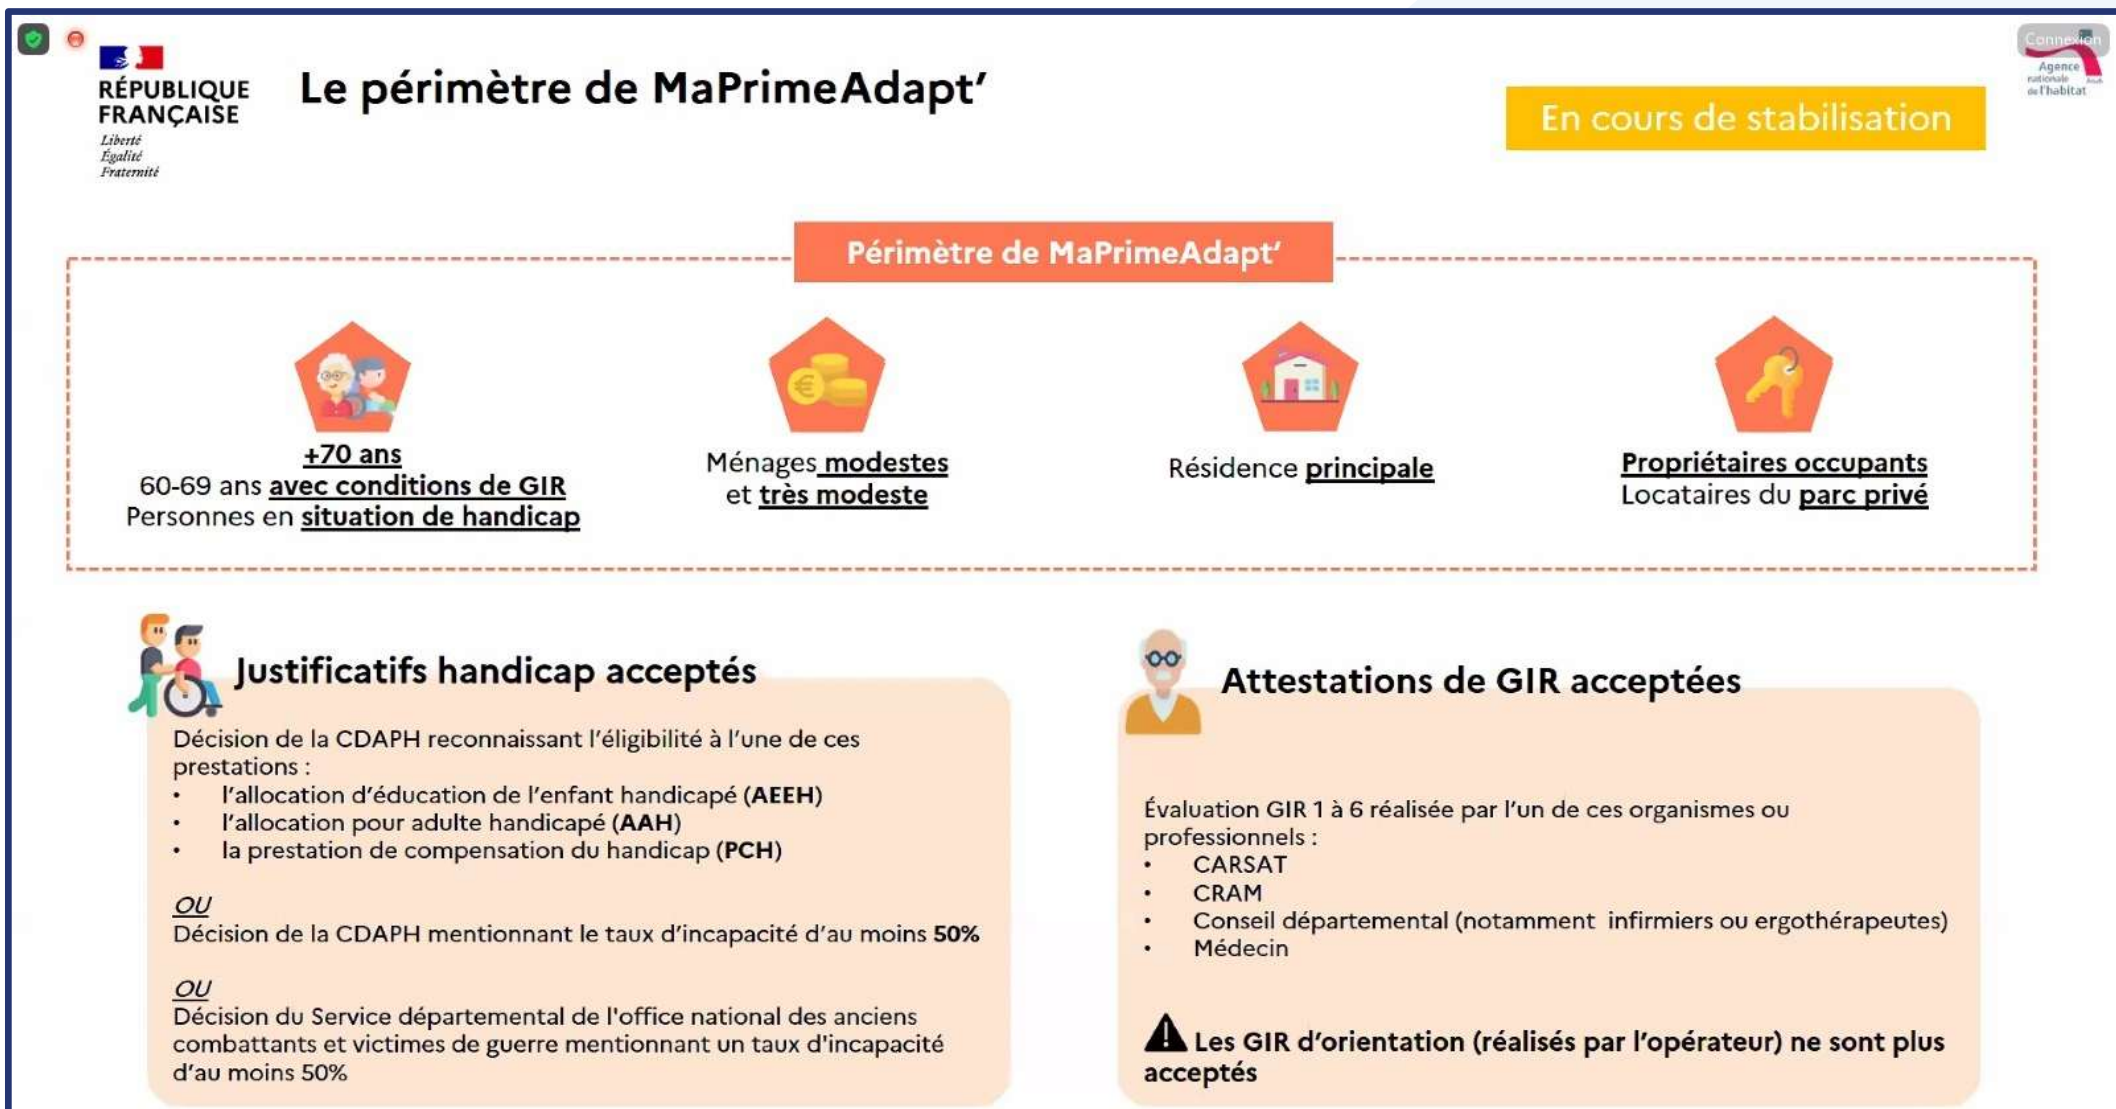 RÉPUBLIQUE
FRANÇAISE
Liberté
Égalité
Fraternité
Le périmètre de MaPrimeAdapt’
Connexion
Agence
nationale
de l'habitat
Anah
En cours de stabilisation
Périmètre de MaPrimeAdapt’
+70 ans
60-69 ans avec conditions de GIR
Personnes en situation de handicap
Ménages modestes
et très modeste
Résidence principale
Propriétaires occupants
Locataires du parc privé
Justificatifs handicap acceptés
Décision de la CDAPH reconnaissant l’éligibilité à l’une de ces
prestations :
• l’allocation d’éducation de l’enfant handicapé (AEEH)
• l’allocation pour adulte handicapé (AAH)
• la prestation de compensation du handicap (PCH)
OU
Décision de la CDAPH mentionnant le taux d’incapacité d’au moins 50%
OU
Décision du Service départemental de l'office national des anciens
combattants et victimes de guerre mentionnant un taux d'incapacité
d’au moins 50%
Attestations de GIR acceptées
Évaluation GIR 1 à 6 réalisée par l’un de ces organismes ou
professionnels :
• CARSAT
• CRAM
• Conseil départemental (notamment infirmiers ou ergothérapeutes)
• Médecin
Les GIR d’orientation (réalisés par l’opérateur) ne sont plus
acceptés